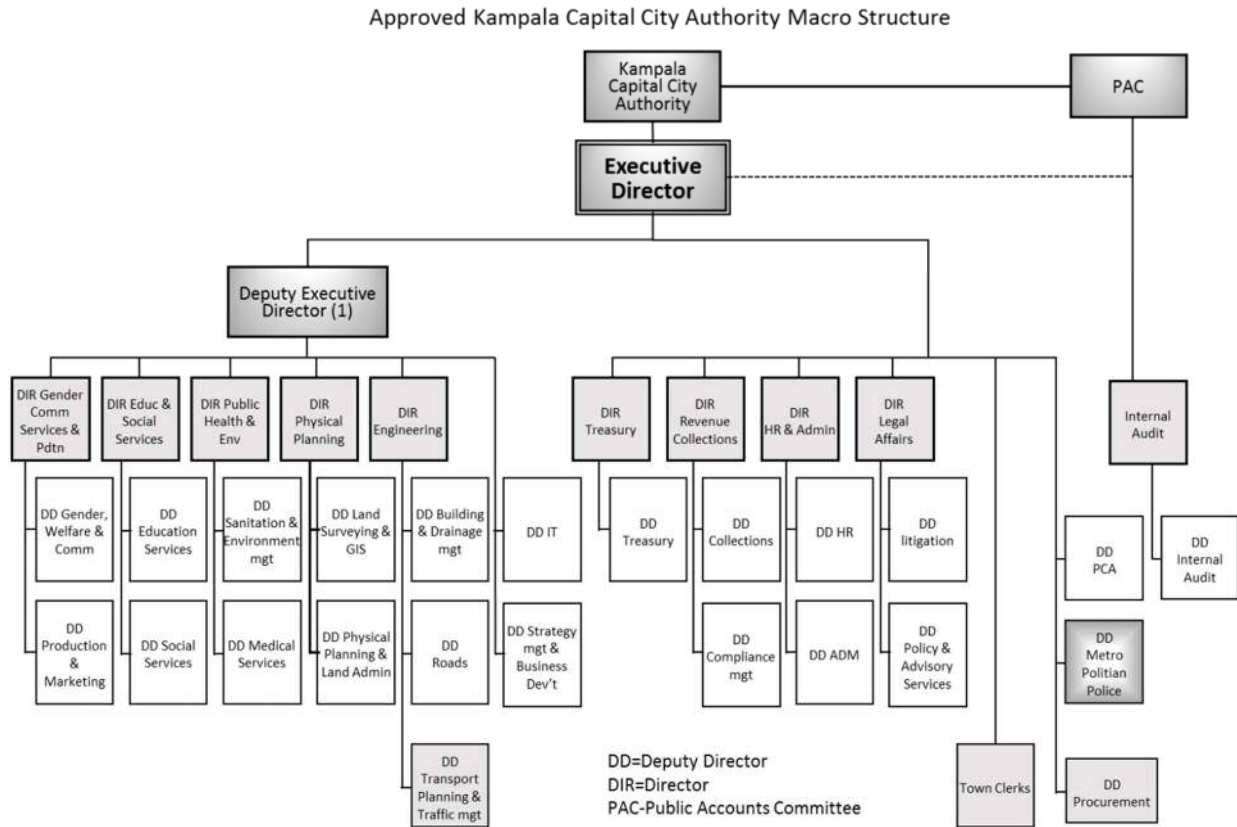 Approved Kampala Capital City Authority Macro Structure
Kampala
Capital City
Authority
PAC
Executive
Director
Deputy Executive
Director (1)
DIR Gender
Comm
Services &
Pdtn
DIR Educ &
Social
Services
DIR Public
Health &
Env
DIR
Physical
Planning
DIR
Engineering
DIR
Treasury
DIR
Revenue
Collections
DIR
HR & Admin
DIR
Legal
Affairs
Internal
Audit
DD Gender,
Welfare &
Comm
DD
Education
Services
DD
Sanitation &
Environment
mgt
DD Land
Surveying &
GIS
DD Building
& Drainage
mgt
DD IT
DD
Treasury
DD
Collections
DD HR
DD
litigation
DD
PCA
DD
Internal
Audit
DD
Production
&
Marketing
DD Social
Services
DD Medical
Services
DD Physical
Planning &
Land Admin
DD
Roads
DD Strategy
mgt &
Business
Dev't
DD
Compliance
mgt
DD ADM
DD
Policy &
Advisory
Services
DD
Metro
Politian
Police
DD
Transport
Planning &
Traffic mgt
DD=Deputy Director
DIR=Director
PAC-Public Accounts Committee
Town Clerks
DD
Procurement